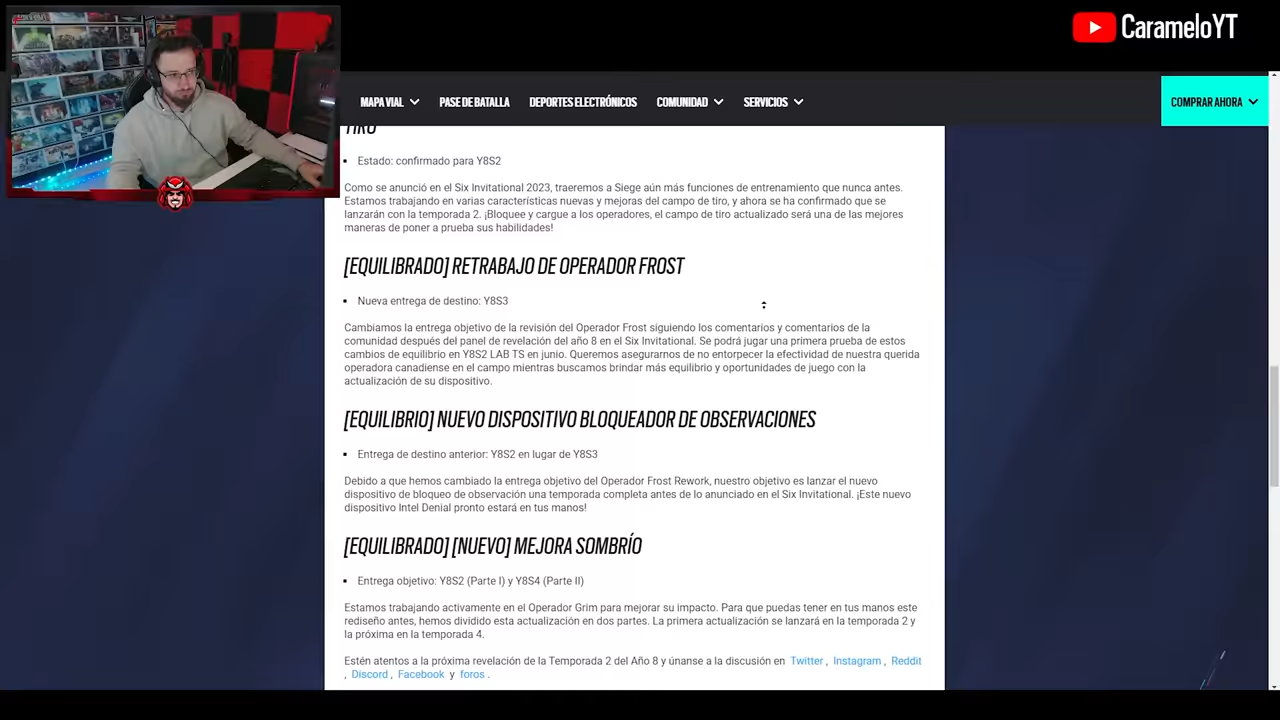 CarameloYT
MAPA VIAL
PASE DE BATALLA
DEPORTES ELECTRÓNICOS
COMUNIDAD
SERVICIOS
COMPRAR AHORA
TIRO
Estado: confirmado para Y8S2
Como se anunció en el Six Invitational 2023, traeremos a Siege aún más funciones de entrenamiento que nunca antes.
Estamos trabajando en varias características nuevas y mejoras del campo de tiro, y ahora se ha confirmado que se
lanzarán con la temporada 2. ¡Bloquee y cargue a los operadores, el campo de tiro actualizado será una de las mejores
maneras de poner a prueba sus habilidades!
[EQUILIBRADO] RETRABAJO DE OPERADOR FROST
Nueva entrega de destino: Y8S3
Cambiamos la entrega objetivo de la revisión del Operador Frost siguiendo los comentarios y comentarios de la
comunidad después del panel de revelación del año 8 en el Six Invitational. Se podrá jugar una primera prueba de estos
cambios de equilibrio en Y8S2 LAB TS en junio. Queremos asegurarnos de no entorpecer la efectividad de nuestra querida
operadora canadiense en el campo mientras buscamos brindar más equilibrio y oportunidades de juego con la
actualización de su dispositivo.
[EQUILIBRIO] NUEVO DISPOSITIVO BLOQUEADOR DE OBSERVACIONES
Entrega de destino anterior: Y8S2 en lugar de Y8S3
Debido a que hemos cambiado la entrega objetivo del Operador Frost Rework, nuestro objetivo es lanzar el nuevo
dispositivo de bloqueo de observación una temporada completa antes de lo anunciado en el Six Invitational. ¡Este nuevo
dispositivo Intel Denial pronto estará en tus manos!
[EQUILIBRADO] [NUEVO] MEJORA SOMBRÍO
Entrega objetivo: Y8S2 (Parte I) y Y8S4 (Parte II)
Estamos trabajando activamente en el Operador Grim para mejorar su impacto. Para que puedas tener en tus manos este
rediseño antes, hemos dividido esta actualización en dos partes. La primera actualización se lanzará en la temporada 2 y
la próxima en la temporada 4.
Estén atentos a la próxima revelación de la Temporada 2 del Año 8 y únanse a la discusión en Twitter , Instagram , Reddit
, Discord , Facebook y foros .